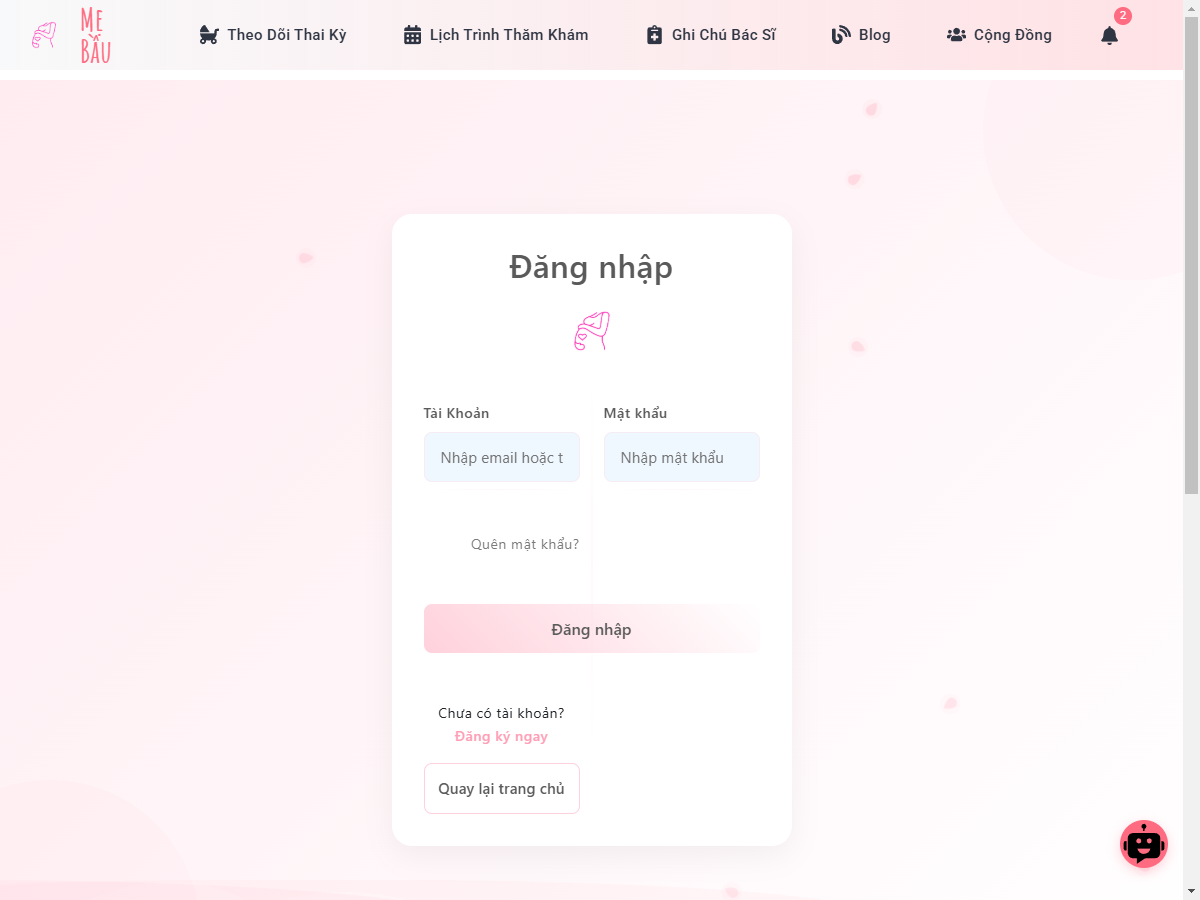 Mẹ
Bầu
Theo Dõi Thai Kỳ
Lịch Trình Thăm Khám
Ghi Chú Bác Sĩ
Blog
Cộng Đồng
2
Đăng nhập
Tài Khoản
Mật khẩu
Nhập email hoặc t
Nhập mật khẩu
Quên mật khẩu?
Đăng nhập
Chưa có tài khoản?
Đăng ký ngay
Quay lại trang chủ